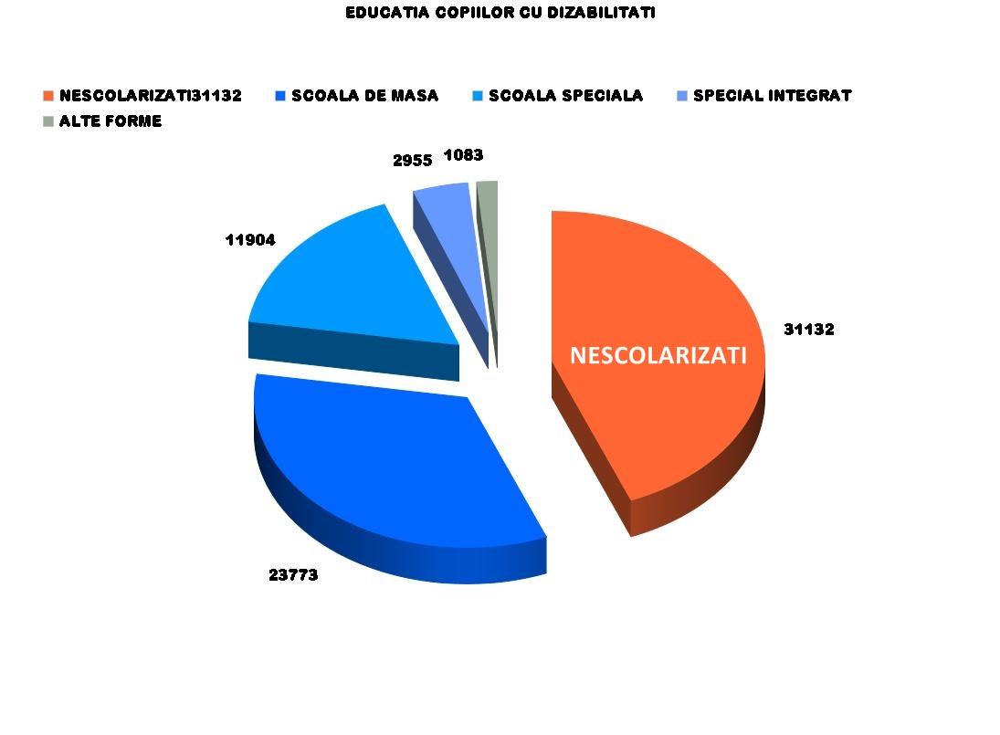 EDUCATIA COPIILOR CU DIZABILITATI
NESCOLARIZATI31132 SCOALA DE MASA SCOALA SPECIALA SPECIAL INTEGRAT
ALTE FORME
2955 1083
11904
31132
NESCOLARIZATI
23773